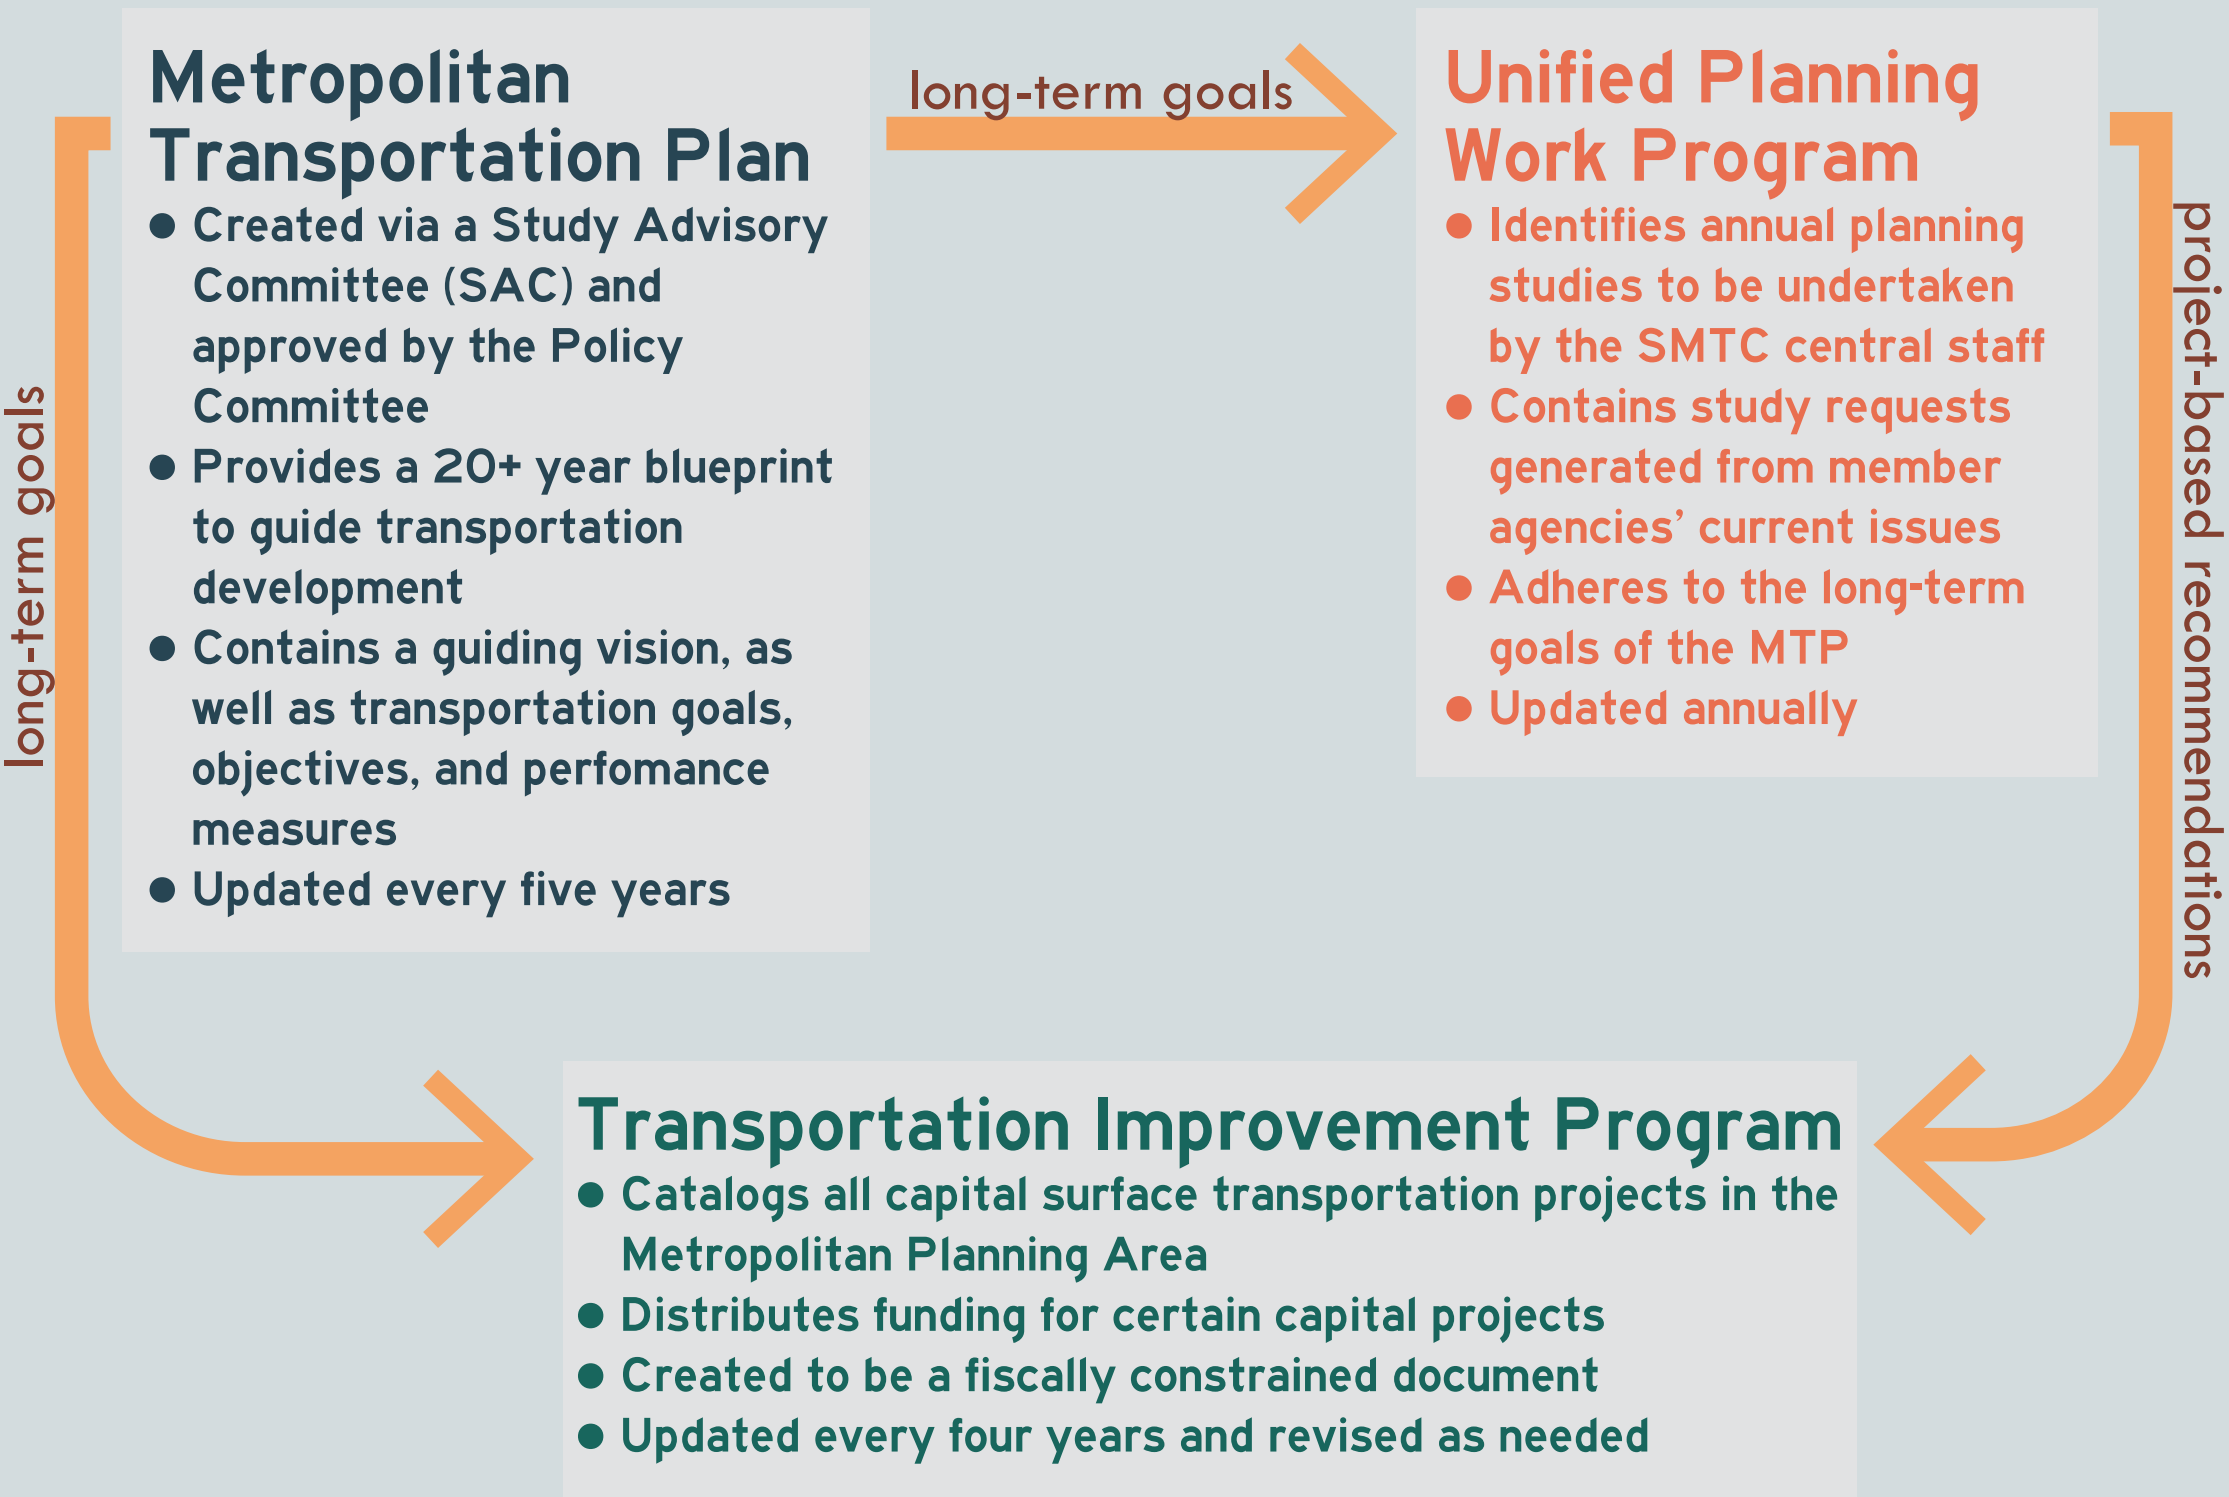 Metropolitan
Transportation Plan
● Created via a Study Advisory
Committee (SAC) and
approved by the Policy
Committee
● Provides a 20+ year blueprint
to guide transportation
development
● Contains a guiding vision, as
well as transportation goals,
objectives, and perfomance
measures
● Updated every five years
long-term goals
long-term goals
Unified Planning
Work Program
● Identifies annual planning
studies to be undertaken
by the SMTC central staff
● Contains study requests
generated from member
agencies’ current issues
● Adheres to the long-term
goals of the MTP
● Updated annually
project-based recommendations
Transportation Improvement Program
● Catalogs all capital surface transportation projects in the
Metropolitan Planning Area
● Distributes funding for certain capital projects
● Created to be a fiscally constrained document
● Updated every four years and revised as needed